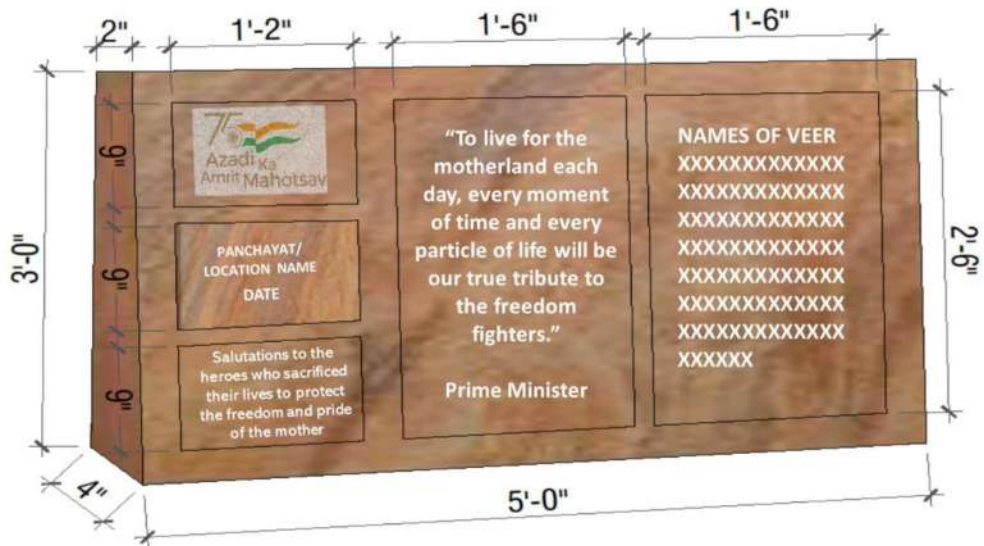 2"
1'-2"
1'-6"
1'-6"
3'-0"
9"
9"
9"
75
Azadi Ka
Amrit Mahotsav
PANCHAYAT/
LOCATION NAME
DATE
Salutations to the
heroes who sacrificed
their lives to protect
the freedom and pride
of the mother
“To live for the
motherland each
day, every moment
of time and every
particle of life will be
our true tribute to
the freedom
fighters.”
Prime Minister
NAMES OF VEER
XXXXXXXXXXXXX
XXXXXXXXXXXXX
XXXXXXXXXXXXX
XXXXXXXXXXXXX
XXXXXXXXXXXXX
XXXXXXXXXXXXX
XXXXXXXXXXXXX
XXXXXX
2'-6"
4"
5'-0"